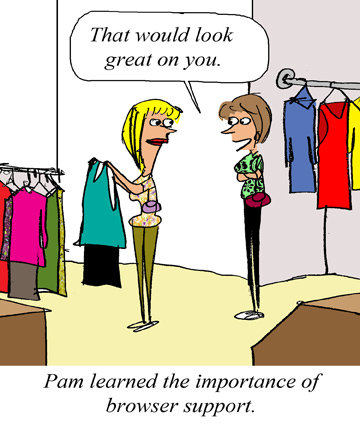 That would look
great on you.
Pam learned the importance of
browser support.